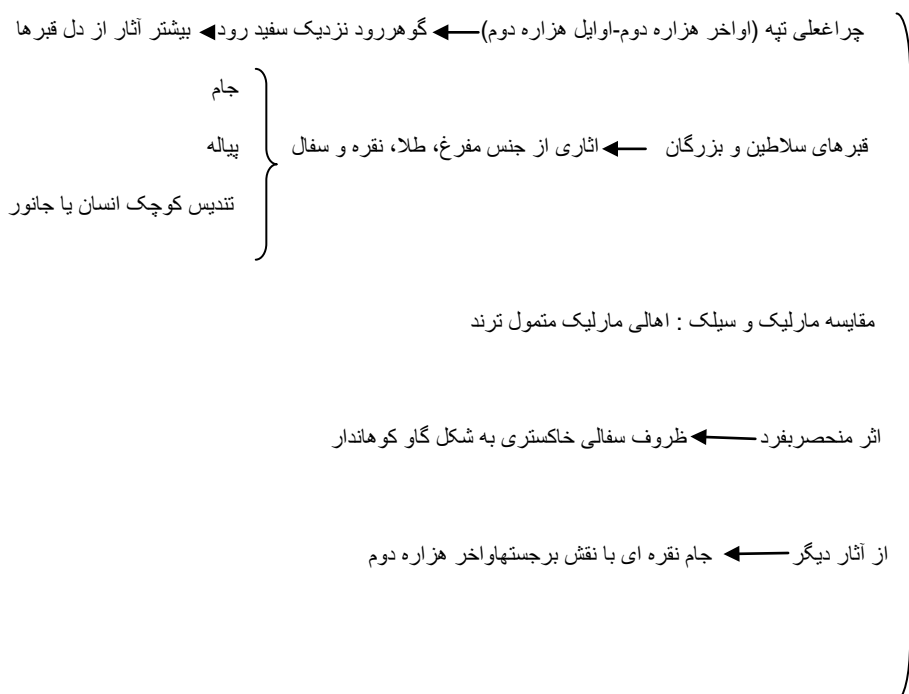 چراغعلی تپه (اواخر هزاره دوم-اوایل هزاره دوم) گوهررود نزدیک سفید رود بیشتر آثار از دل قبرها
جام
قبرهای سلاطین و بزرگان اثاری از جنس مفرغ، طلا، نقره و سفال پیاله
تندیس کوچک انسان یا جانور
مقایسه مارلیک و سیلک : اهالی مارلیک متمول ترند
اثر منحصربفرد ظروف سفالی خاکستری به شکل گاو کوهاندار
از آثار دیگر جام نقره ای با نقش برجستهاواخر هزاره دوم